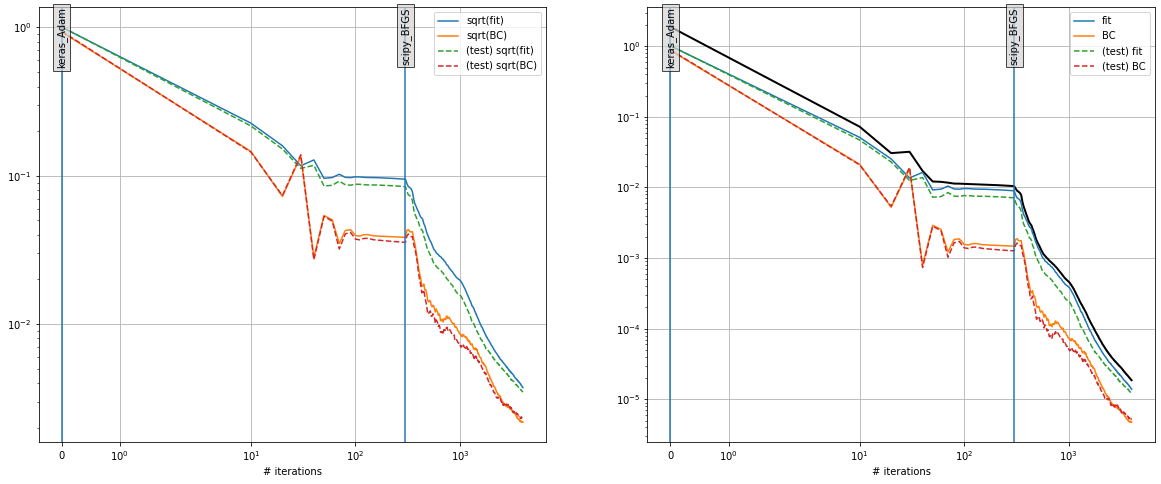 keras_Adam
scipy_BFGS
sqrt(fit)
sqrt(BC)
(test) sqrt(fit)
(test) sqrt(BC)
10⁰
10⁻¹
10⁻²
0
10⁰
10¹
10²
10³
# iterations
keras_Adam
scipy_BFGS
fit
BC
(test) fit
(test) BC
10⁰
10⁻¹
10⁻²
10⁻³
10⁻⁴
10⁻⁵
0
10⁰
10¹
10²
10³
# iterations